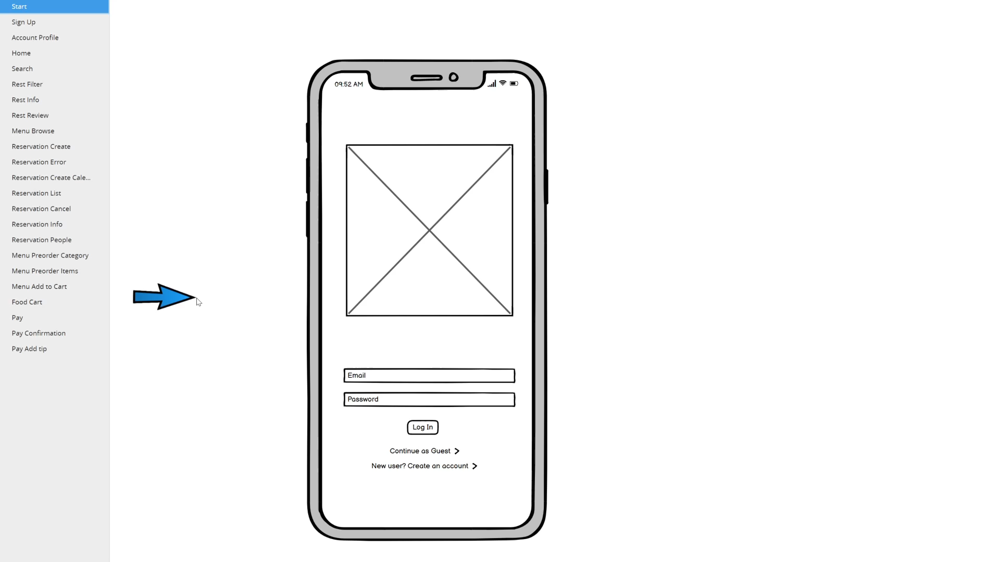 Start
Sign Up
Account Profile
Home
Search
Rest Filter
Rest Info
Rest Review
Menu Browse
Reservation Create
Reservation Error
Reservation Create Cale...
Reservation List
Reservation Cancel
Reservation Info
Reservation People
Menu Preorder Category
Menu Preorder Items
Menu Add to Cart
Food Cart
Pay
Pay Confirmation
Pay Add tip
09:52 AM
Email
Password
Log In
Continue as Guest
New user? Create an account